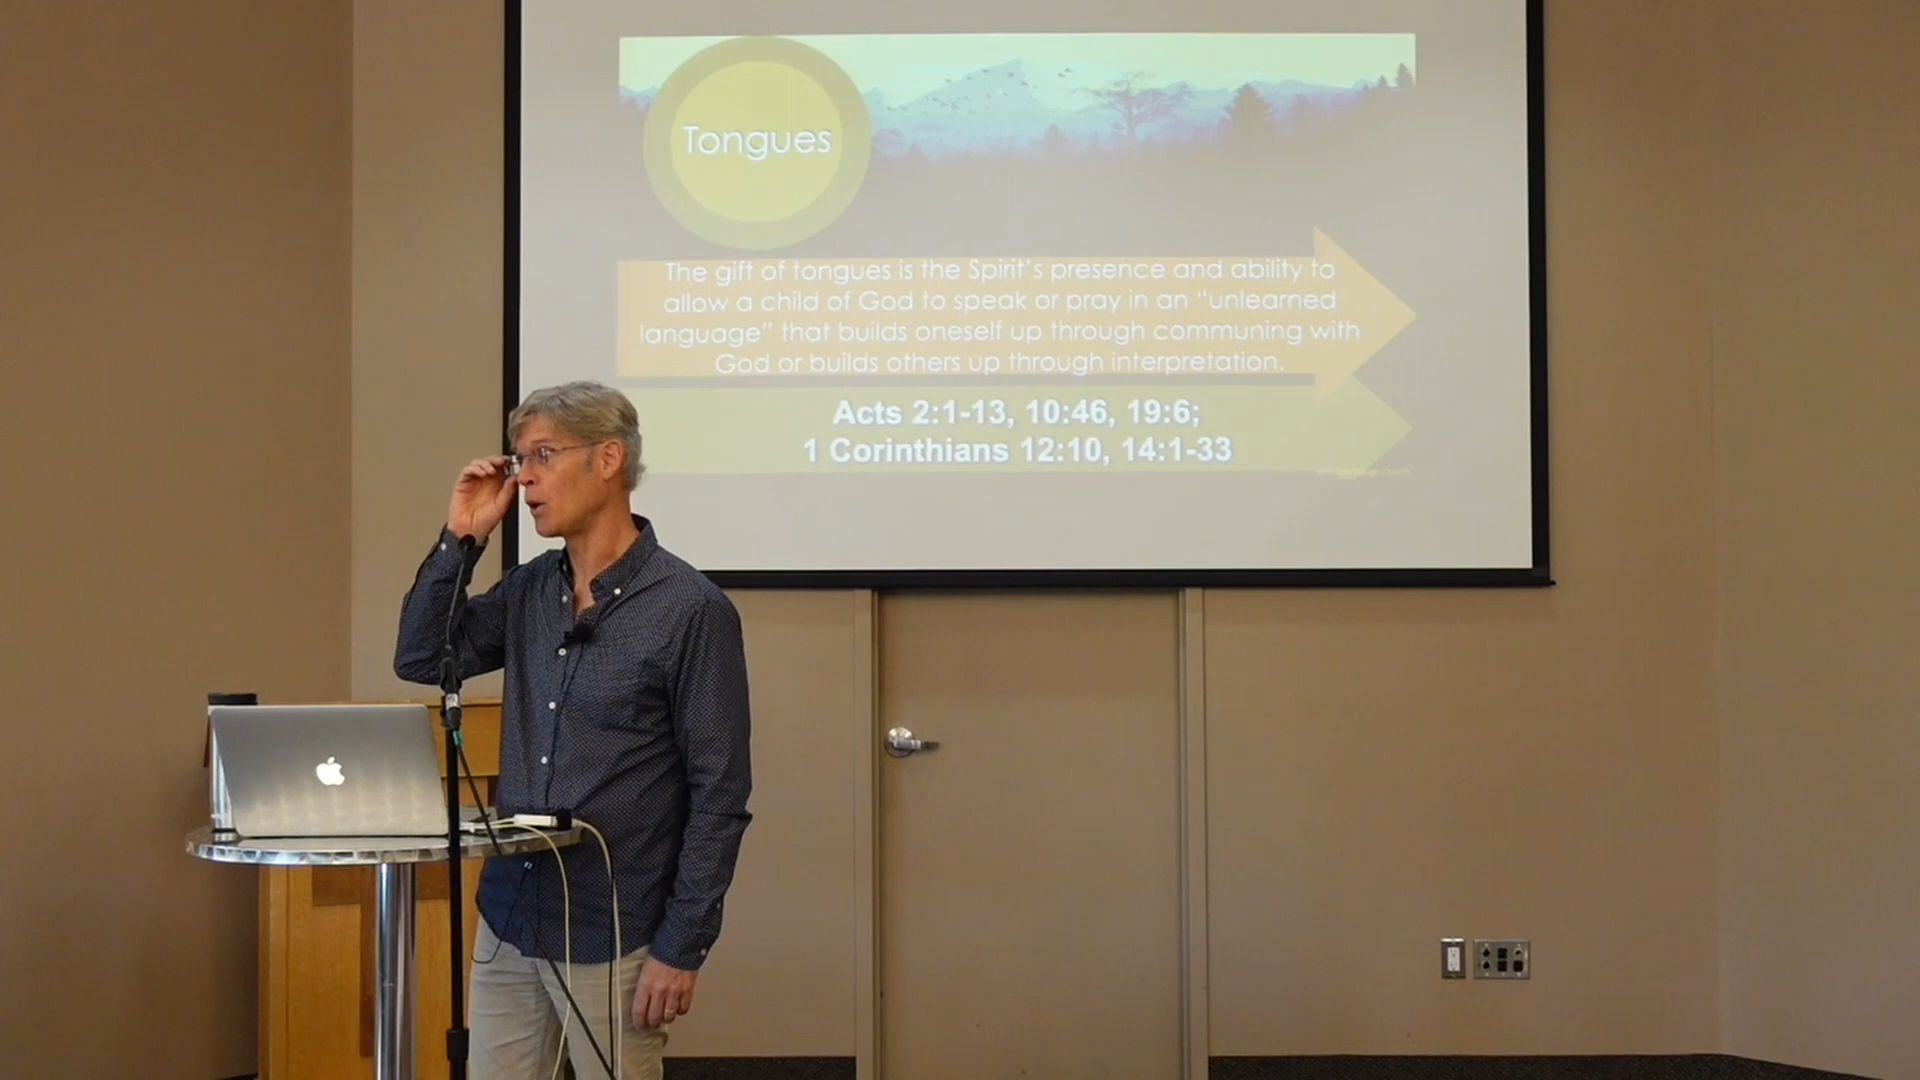 Tongues
The gift of tongues is the Spirit's presence and ability to
allow a child of God to speak or pray in an "unlearned
language" that builds oneself up through communing with
God or builds others up through interpretation.
Acts 2:1-13, 10:46, 19:6;
1 Corinthians 12:10, 14:1-33